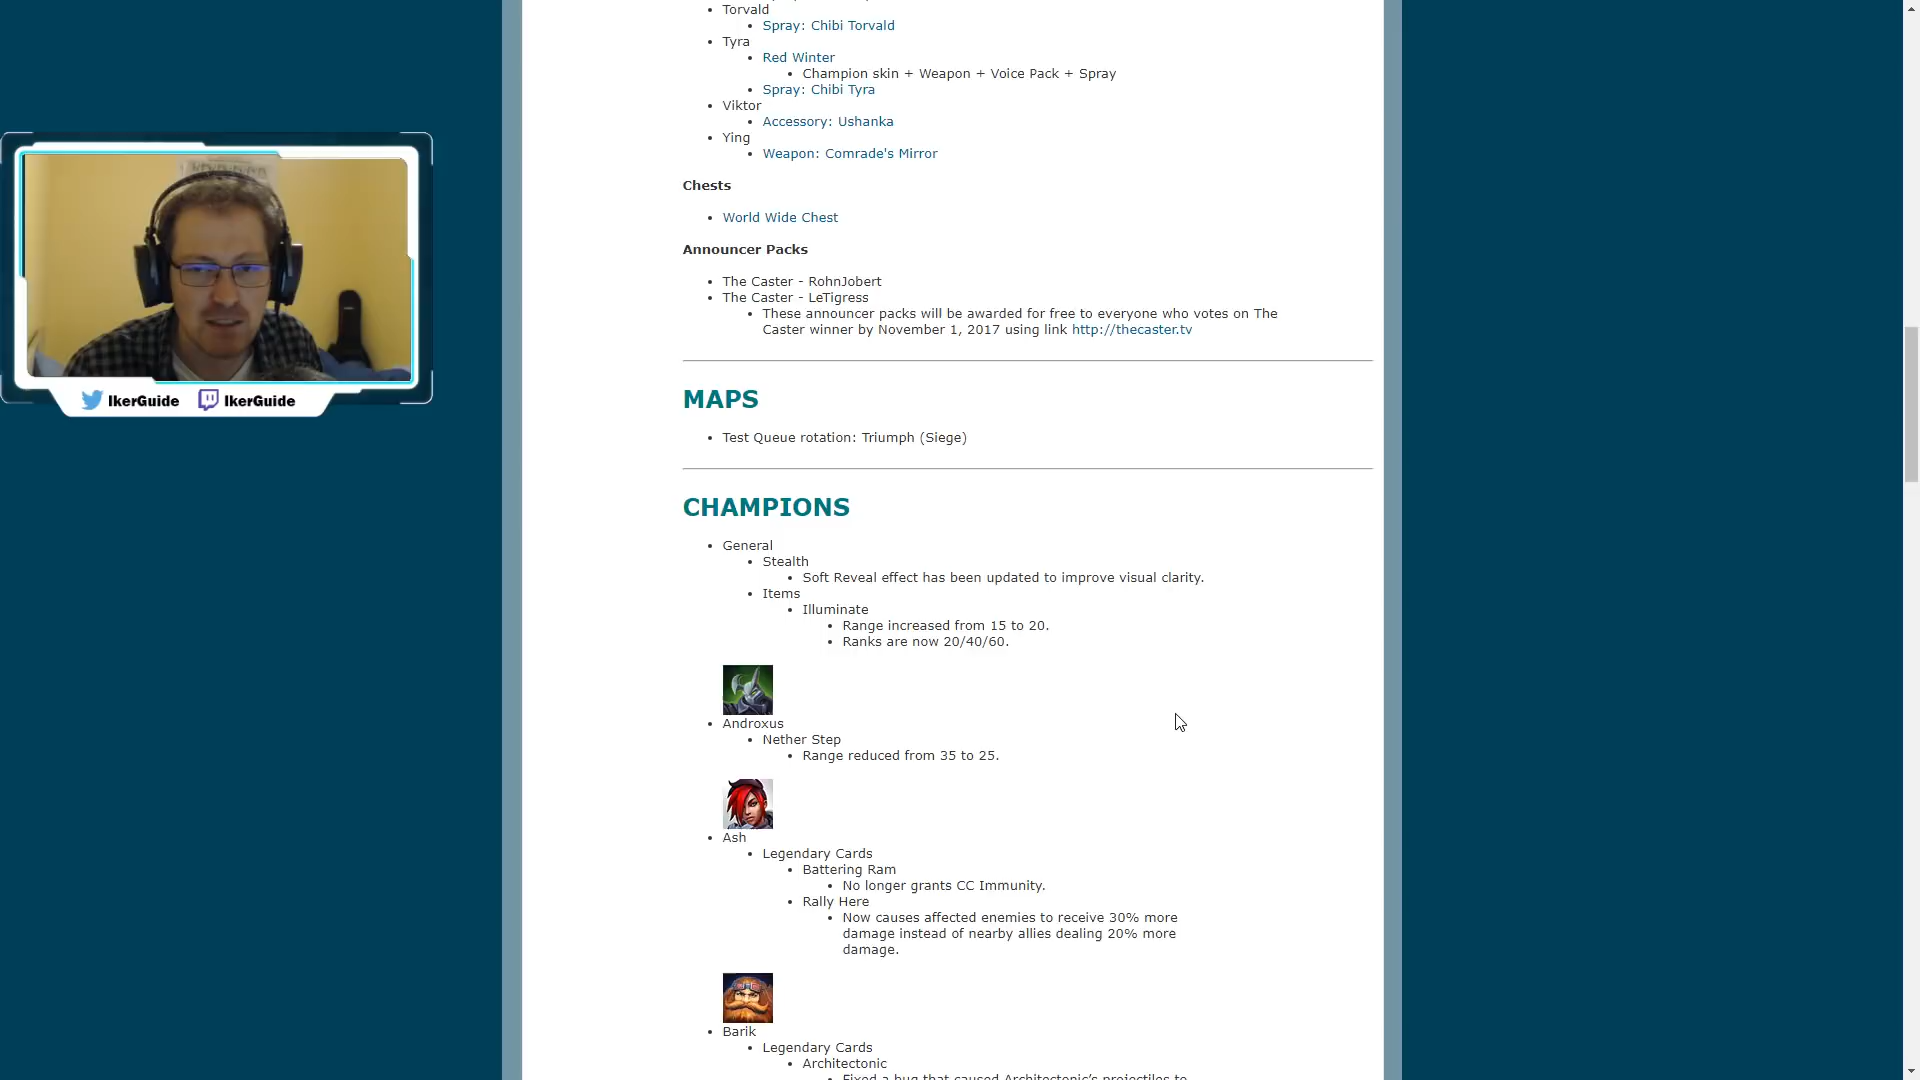 Torvald
Spray: Chibi Torvald
Tyra
Red Winter
Champion skin + Weapon + Voice Pack + Spray
Spray: Chibi Tyra
Viktor
Accessory: Ushanka
Ying
Weapon: Comrade's Mirror
Chests
World Wide Chest
Announcer Packs
The Caster - RohnJobert
The Caster - LeTigress
These announcer packs will be awarded for free to everyone who votes on The
Caster winner by November 1, 2017 using link http://thecaster.tv
IkerGuide IkerGuide
MAPS
Test Queue rotation: Triumph (Siege)
CHAMPIONS
General
Stealth
Soft Reveal effect has been updated to improve visual clarity.
Items
Illuminate
Range increased from 15 to 20.
Ranks are now 20/40/60.
Androxus
Nether Step
Range reduced from 35 to 25.
Ash
Legendary Cards
Battering Ram
No longer grants CC Immunity.
Rally Here
Now causes affected enemies to receive 30% more
damage instead of nearby allies dealing 20% more
damage.
Barik
Legendary Cards
Architectonic
Fixed a bug that caused Architectonic's projectiles to